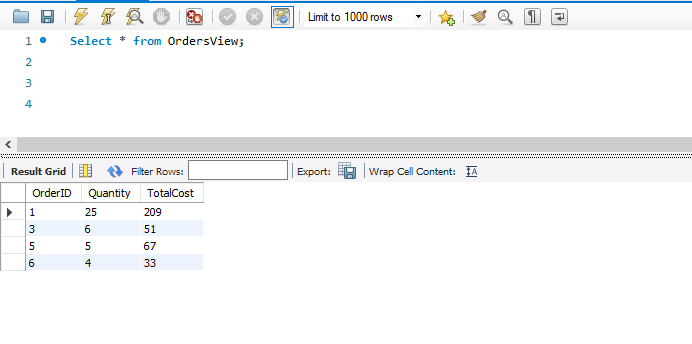 Limit to 1000 rows
1 Select * from OrdersView;
2
3
4
Result Grid Filter Rows: Export: Wrap Cell Content: IA
OrderID Quantity TotalCost
1 25 209
3 6 51
5 5 67
6 4 33